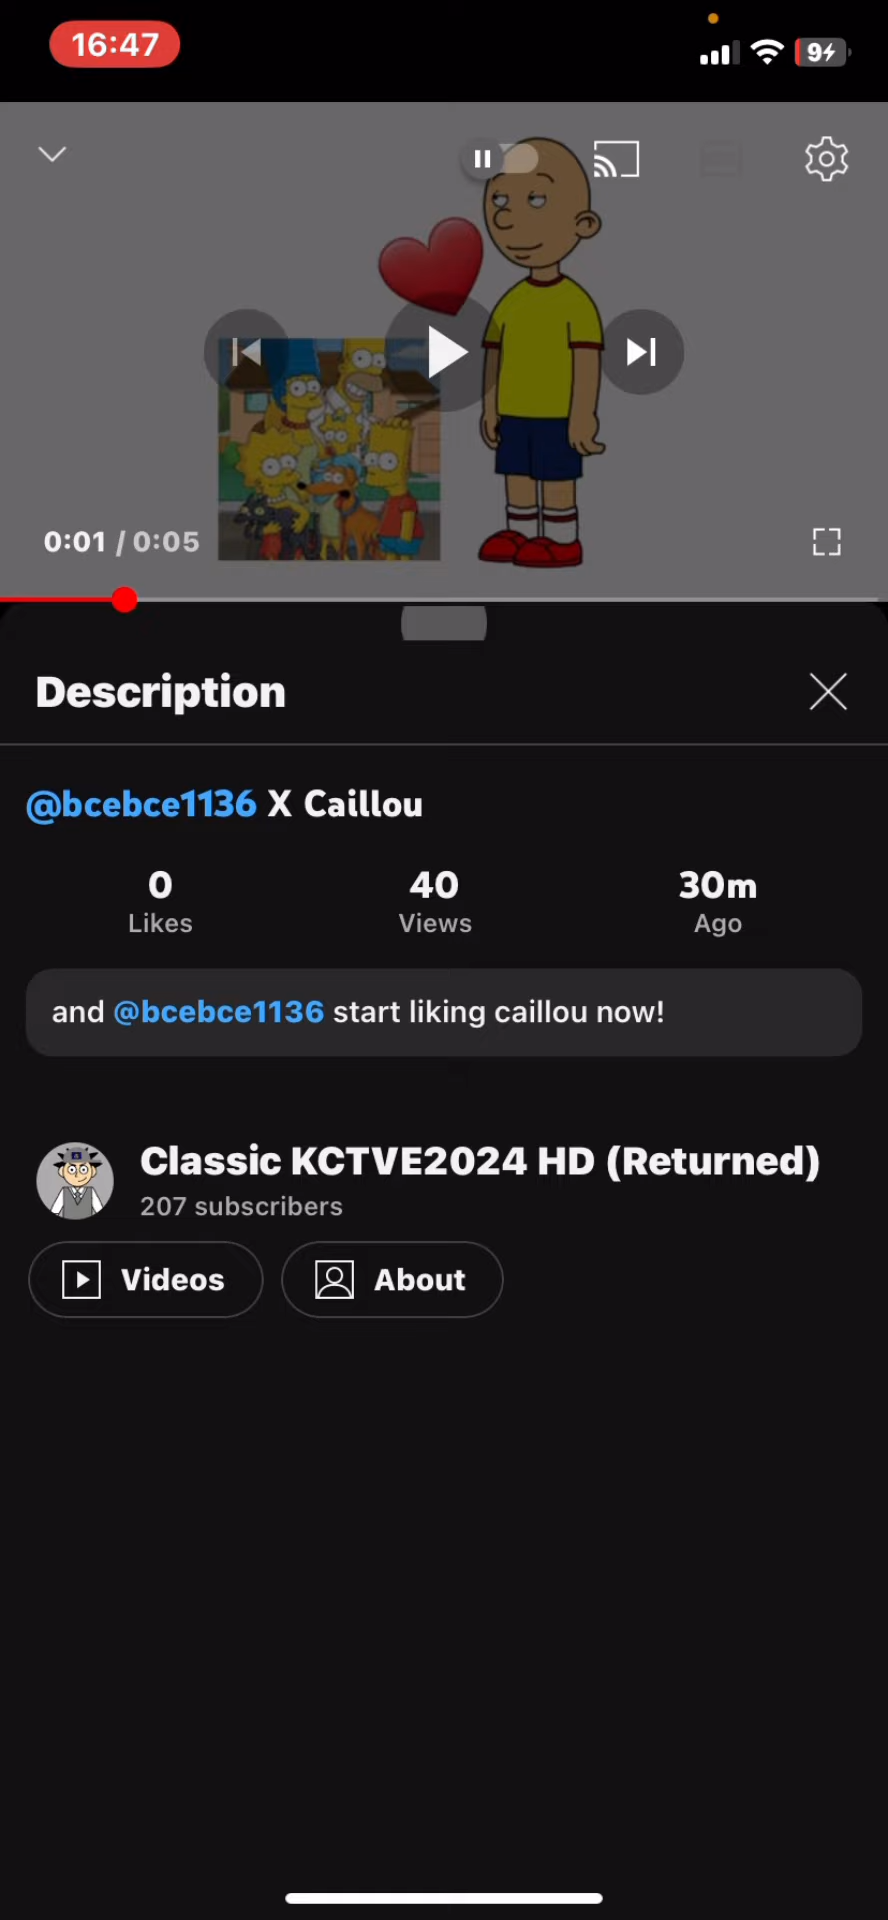 16:47
9
0:01 / 0:05
Description
@bcebce1136 X Caillou
0 40 30m
Likes Views Ago
and @bcebce1136 start liking caillou now!
Classic KCTVE2024 HD (Returned)
207 subscribers
Videos About